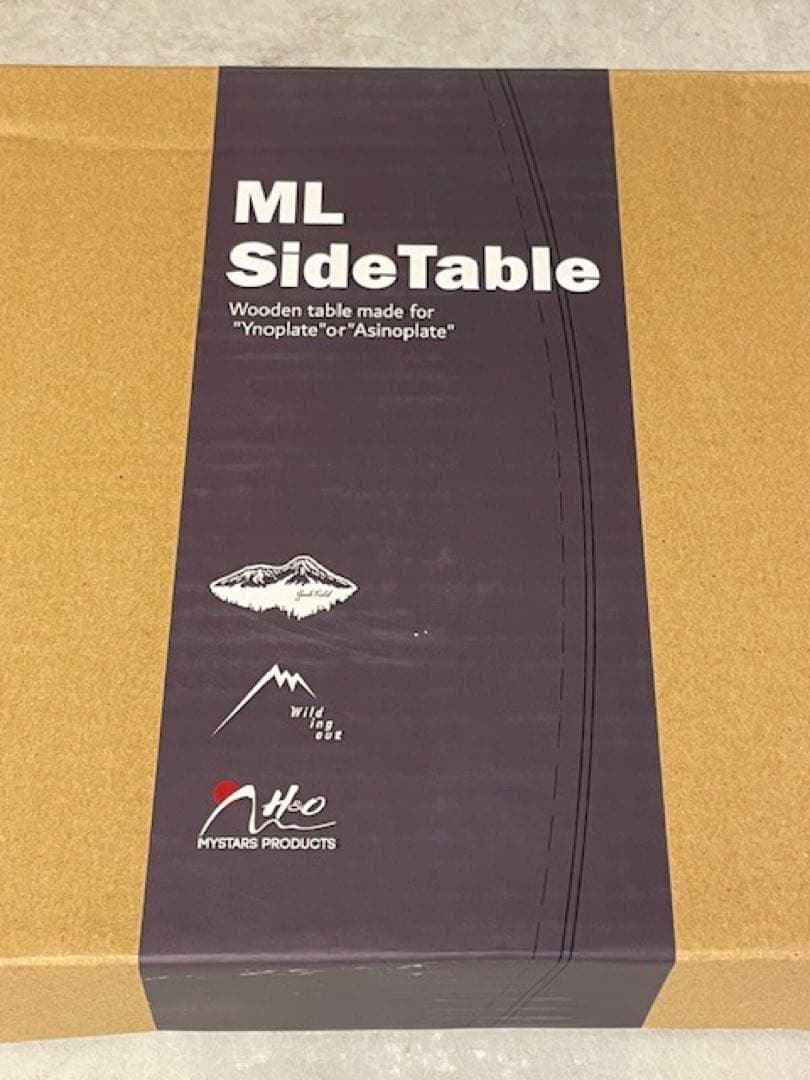 ML
SideTable
Wooden table made for
"Ynoplate"or"Asinoplate"
Wild
ing
out
H&O
MYSTARS PRODUCTS